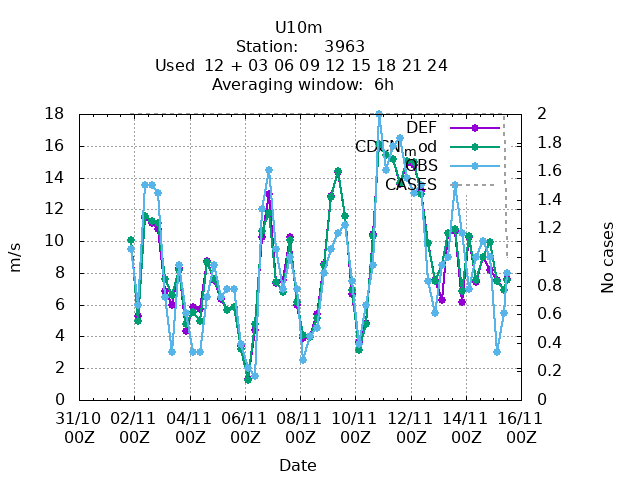 U10m
Station: 3963
Used 12 + 03 06 09 12 15 18 21 24
Averaging window: 6h
18 2
DEF
16 1.8
CDCN_mod
OBS
14 1.6
CASES
1.4
12 1.2
10 1
8 0.8
6 0.6
4 0.4
2 0.2
0 0
m/s
No cases
31/10 02/11 04/11 06/11 08/11 10/11 12/11 14/11 16/11
00Z 00Z 00Z 00Z 00Z 00Z 00Z 00Z 00Z
Date